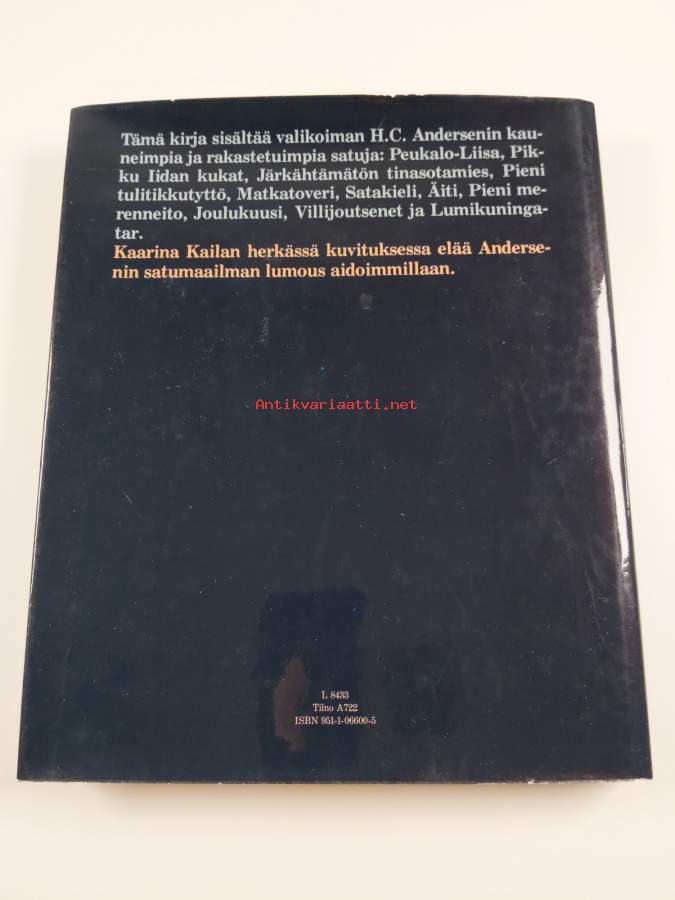 Tämä kirja sisältää valikoiman H.C. Andersenin kau-
neimpia ja rakastetuimpia satuja: Peukalo-Liisa, Pik-
ku Iidan kukat, Järkähtämätön tinasotamies, Pieni
tulitikkutyttö, Matkatoveri, Satakieli, Äiti, Pieni me-
renneito, Joulukuusi, Villijoutsenet ja Lumikuninga-
tar.
Kaarina Kailan herkässä kuvituksessa elää Anderse-
nin satumaailman lumous aidoimmillaan.
Antikvariaatti.net
L 8433
Tilno A722
ISBN 951-1-06600-5